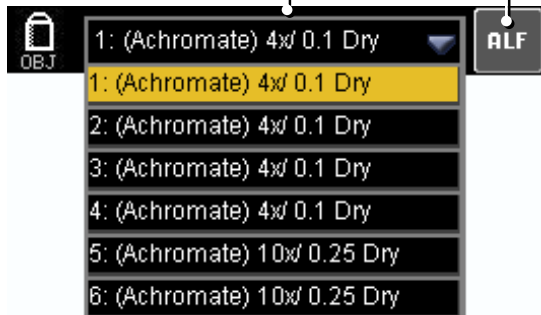 1: (Achromate) 4x/ 0.1 Dry
ALF
OBJ
1: (Achromate) 4x/ 0.1 Dry
2: (Achromate) 4x/ 0.1 Dry
3: (Achromate) 4x/ 0.1 Dry
4: (Achromate) 4x/ 0.1 Dry
5: (Achromate) 10x/ 0.25 Dry
6: (Achromate) 10x/ 0.25 Dry